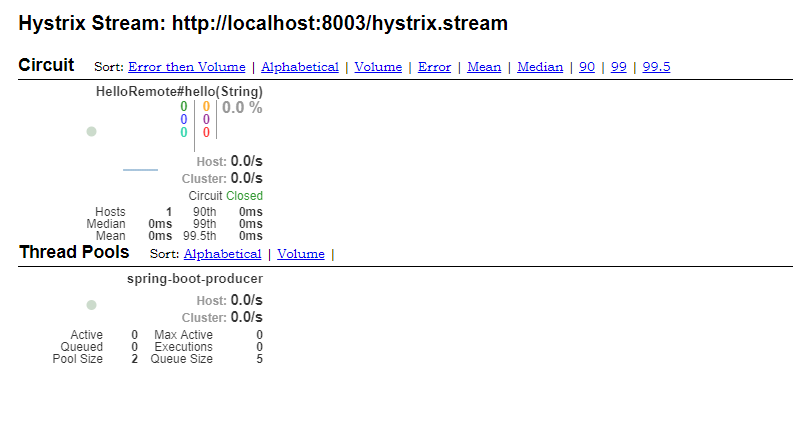 Hystrix Stream: http://localhost:8003/hystrix.stream
Circuit Sort: Error then Volume | Alphabetical | Volume | Error | Mean | Median | 90 | 99 | 99.5
HelloRemote#hello(String)
0 0 0.0 %
0 0
0 0
Host: 0.0/s
Cluster: 0.0/s
Circuit Closed
Hosts 1 90th 0ms
Median 0ms 99th 0ms
Mean 0ms 99.5th 0ms
Thread Pools Sort: Alphabetical | Volume |
spring-boot-producer
Host: 0.0/s
Cluster: 0.0/s
Active 0 Max Active 0
Queued 0 Executions 0
Pool Size 2 Queue Size 5